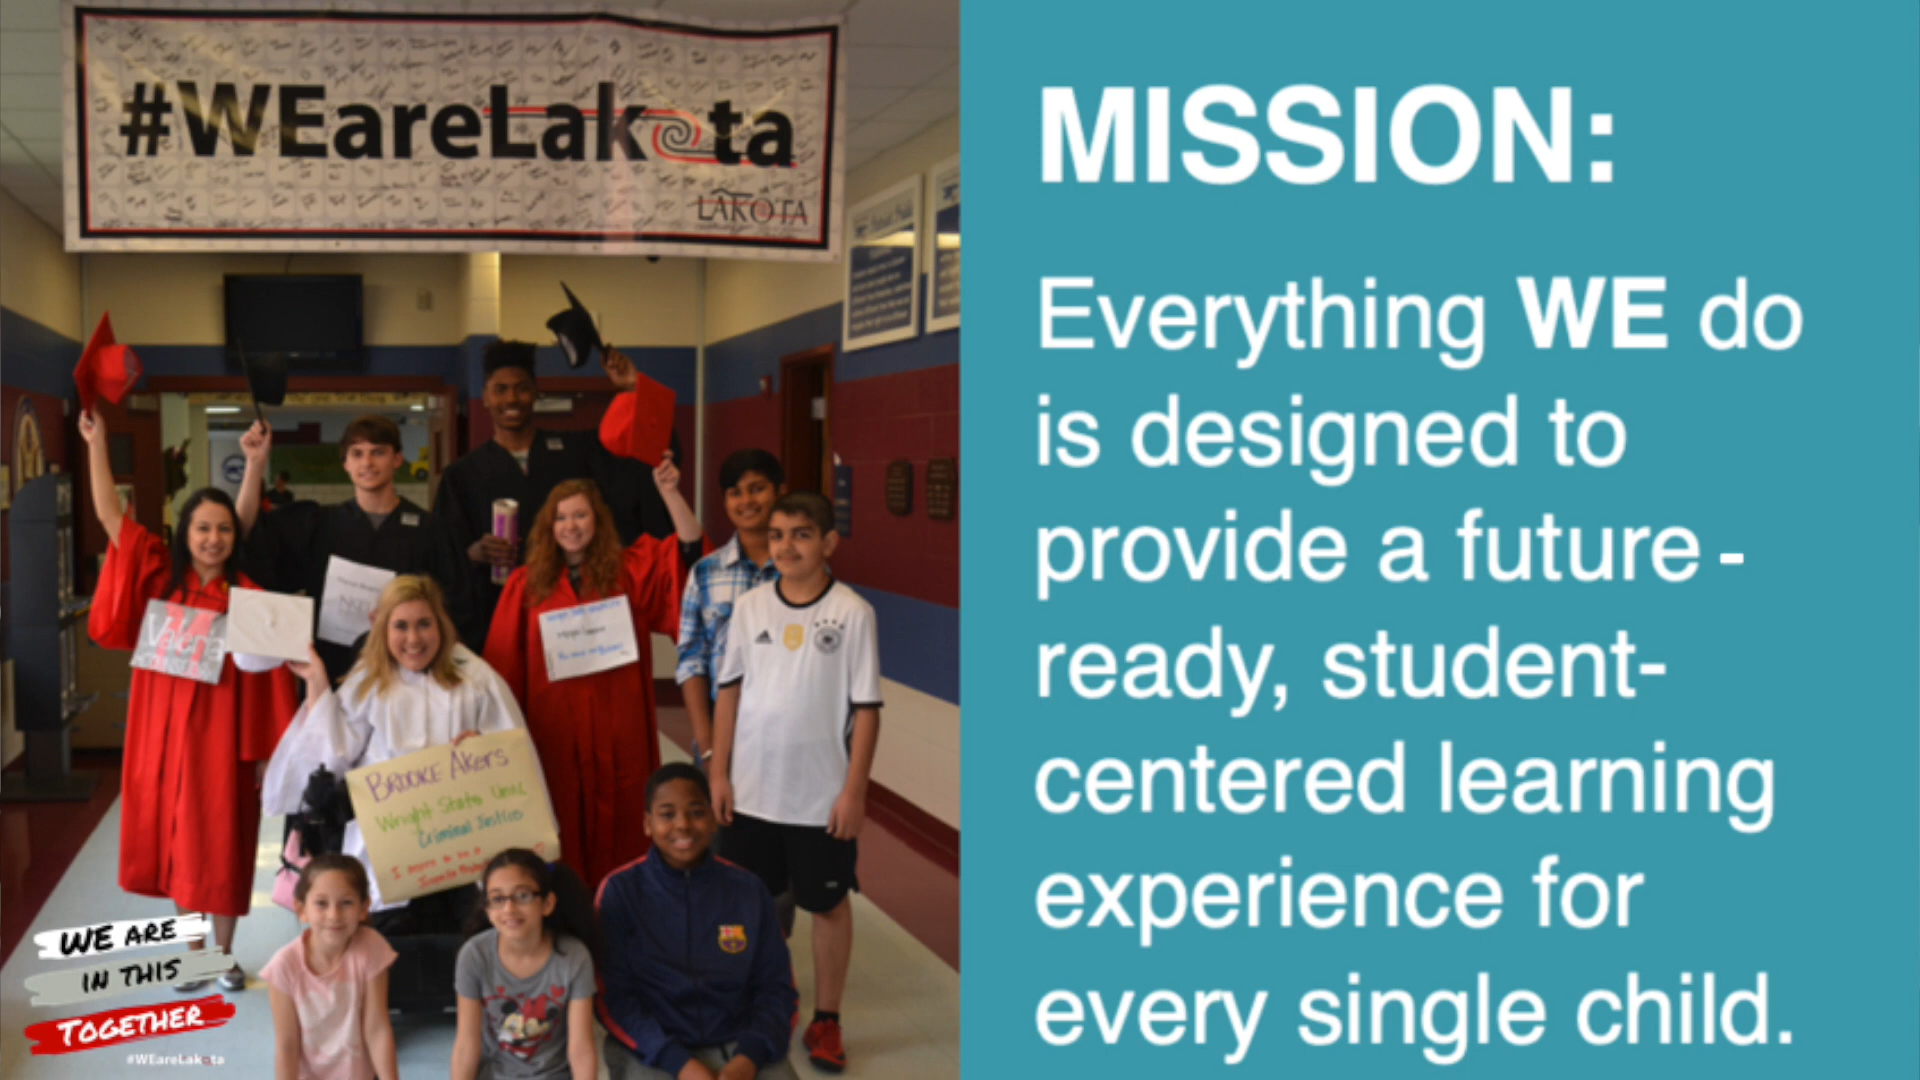 #WEareLakota
LAKOTA
BROOKE AKERS
Wright State Univ.
Criminal Justice
WE ARE
IN THIS
TOGETHER
#WEareLakota
MISSION:
Everything WE do
is designed to
provide a future -
ready, student-
centered learning
experience for
every single child.